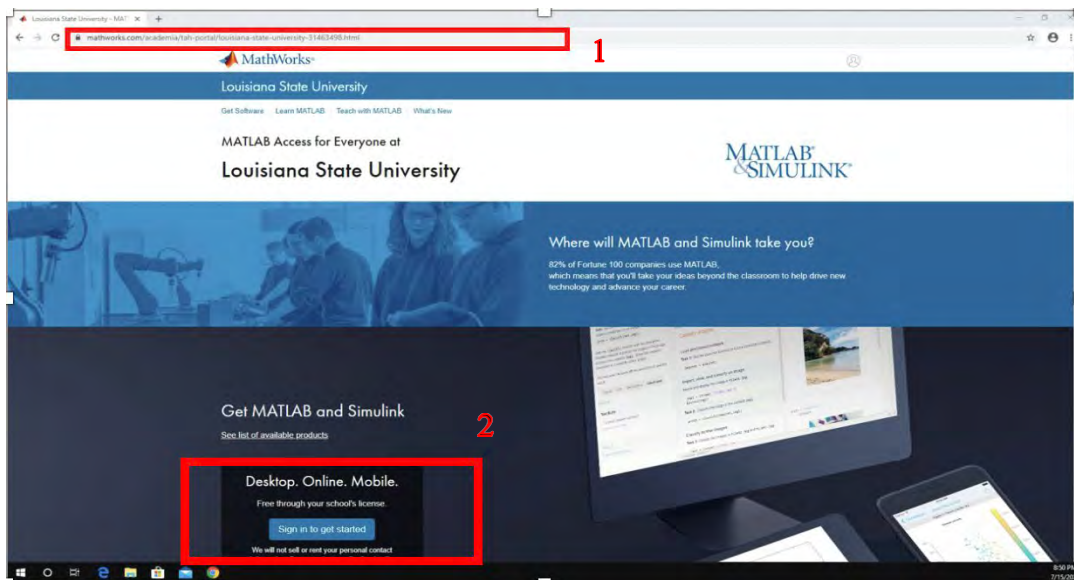 Louisiana State University - MAT
mathworks.com/academia/tah-portal/louisiana-state-university-31463490.html
1
MathWorks®
Louisiana State University
Get Software Learn MATLAB Teach with MATLAB What's New
MATLAB Access for Everyone at
Louisiana State University
MATLAB®
&SIMULINK®
Where will MATLAB and Simulink take you?
82% of Fortune 100 companies use MATLAB,
which means that you'll take your ideas beyond the classroom to help drive new
technology and advance your career.
Get MATLAB and Simulink
2
See list of available products
Desktop. Online. Mobile.
Free through your school's license.
Sign in to get started
We will not sell or rent your personal contact
8:50 PM
7/15/20